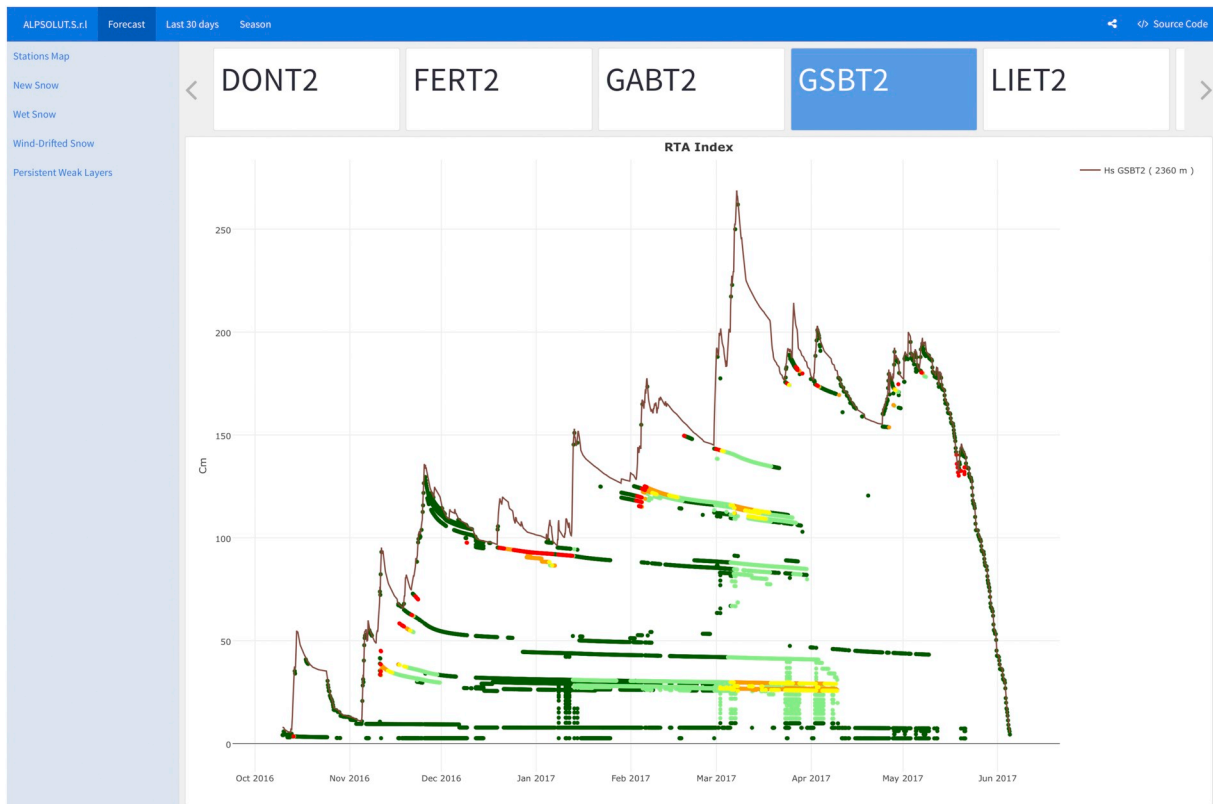 ALPSOLUT.S.r.l Forecast Last 30 days Season </> Source Code
Stations Map
New Snow
Wet Snow
Wind-Drifted Snow
Persistent Weak Layers
DONT2 FERT2 GABT2 GSBT2 LIET2
RTA Index
Hs GSBT2 ( 2360 m )
250
200
150
Cm
100
50
0
Oct 2016 Nov 2016 Dec 2016 Jan 2017 Feb 2017 Mar 2017 Apr 2017 May 2017 Jun 2017